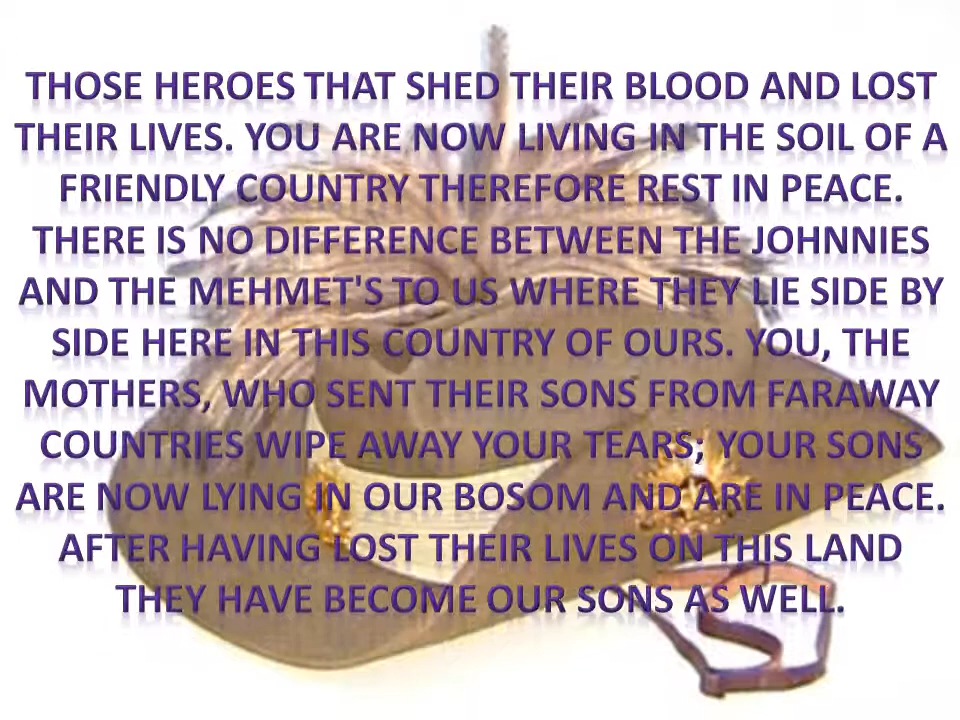 THOSE HEROES THAT SHED THEIR BLOOD AND LOST
THEIR LIVES. YOU ARE NOW LIVING IN THE SOIL OF A
FRIENDLY COUNTRY THEREFORE REST IN PEACE.
THERE IS NO DIFFERENCE BETWEEN THE JOHNNIES
AND THE MEHMET'S TO US WHERE THEY LIE SIDE BY
SIDE HERE IN THIS COUNTRY OF OURS. YOU, THE
MOTHERS, WHO SENT THEIR SONS FROM FARAWAY
COUNTRIES WIPE AWAY YOUR TEARS; YOUR SONS
ARE NOW LYING IN OUR BOSOM AND ARE IN PEACE.
AFTER HAVING LOST THEIR LIVES ON THIS LAND
THEY HAVE BECOME OUR SONS AS WELL.